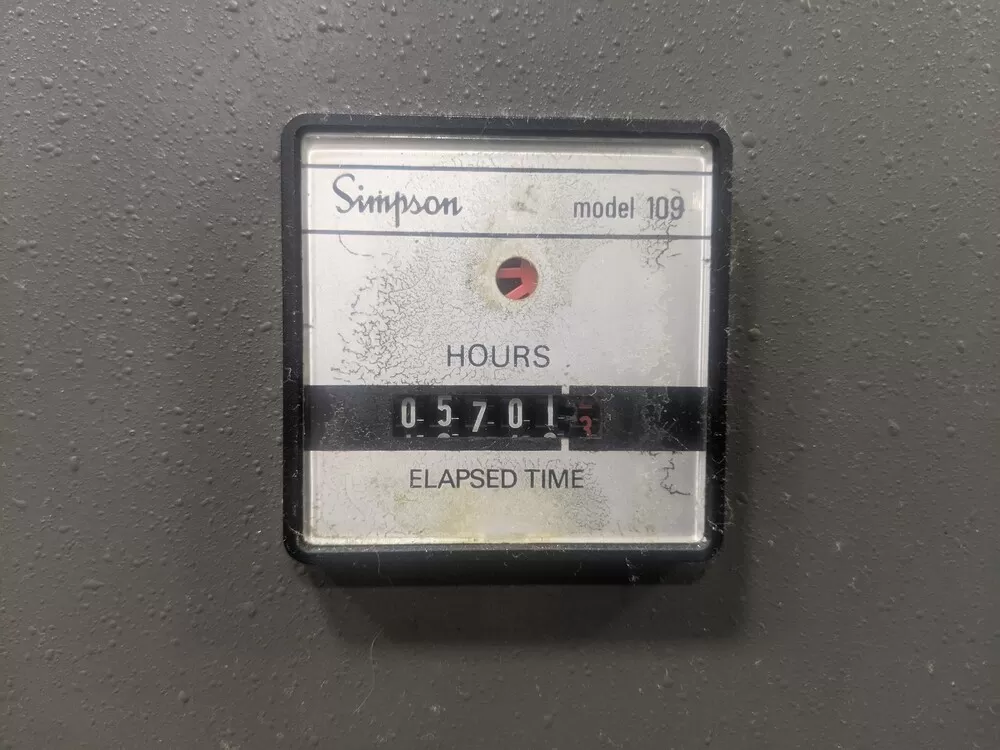 Simpson model 109
HOURS
05701
ELAPSED TIME